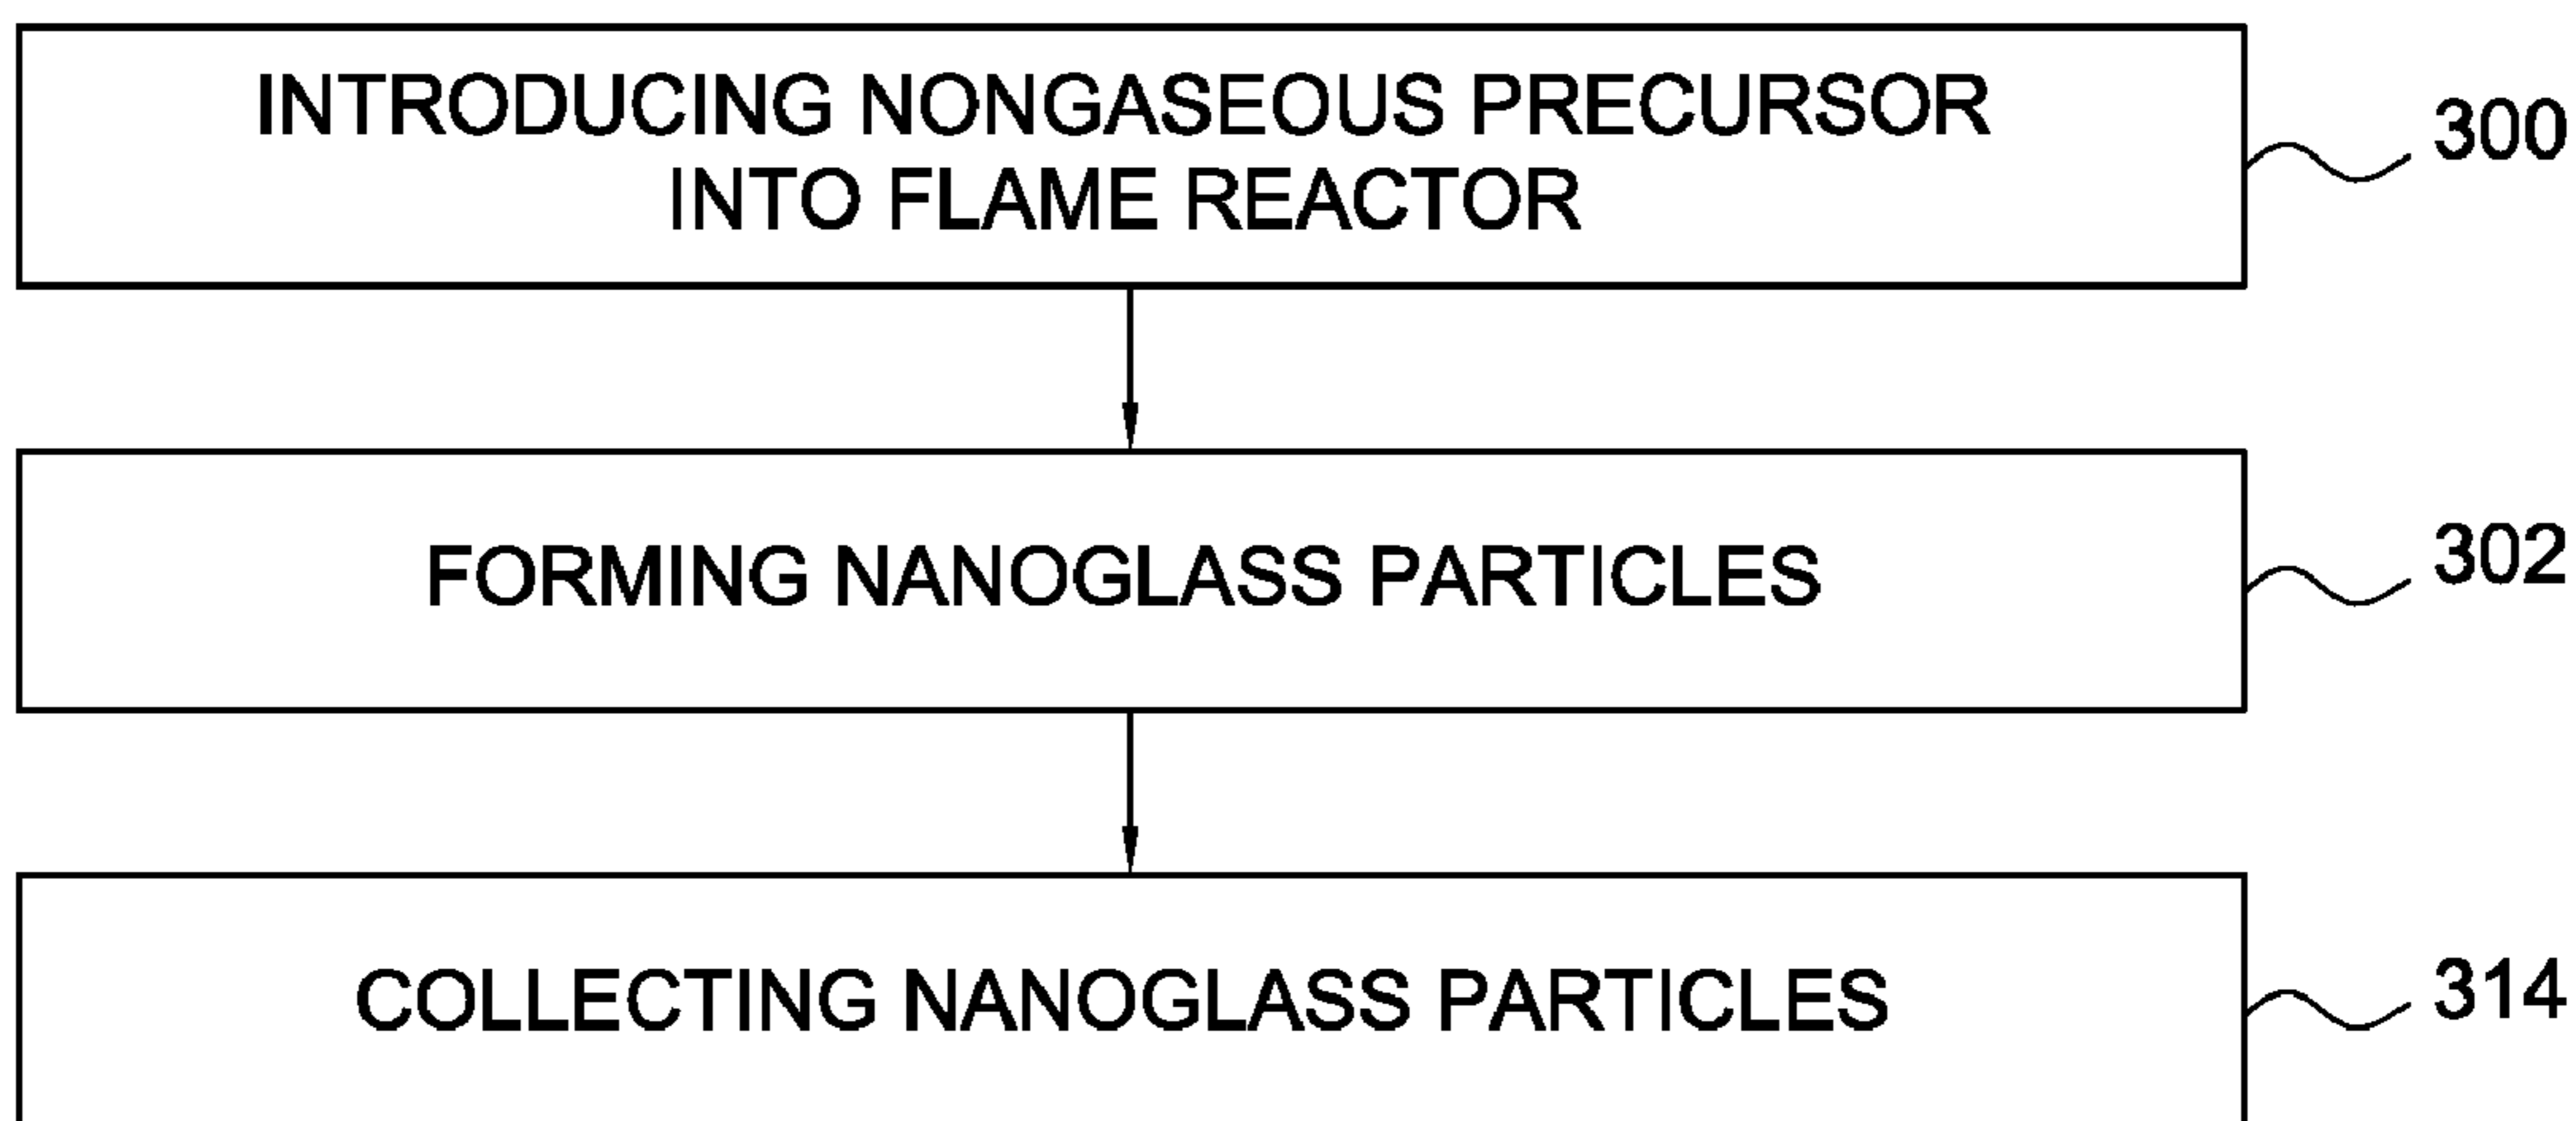 INTRODUCING NONGASEOUS PRECURSOR
INTO FLAME REACTOR
300
FORMING NANOGLASS PARTICLES
302
COLLECTING NANOGLASS PARTICLES
314